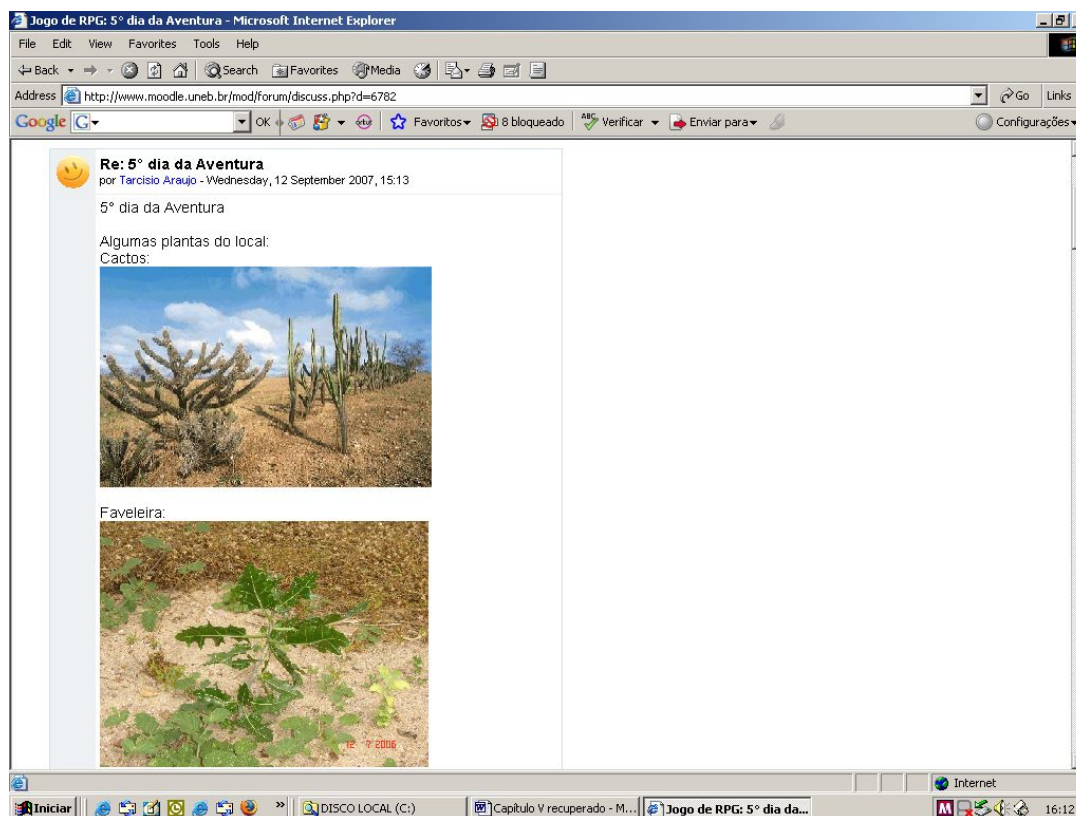 Jogo de RPG: 5° dia da Aventura - Microsoft Internet Explorer
File Edit View Favorites Tools Help
Back Search Favorites Media
Address http://www.moodle.uneb.br/mod/forum/discuss.php?d=6782 Go Links
Google G OK Favoritos 8 bloqueado ABC Verificar Enviar para Configurações
Re: 5° dia da Aventura
por Tarcisio Araujo - Wednesday, 12 September 2007, 15:13
5° dia da Aventura
Algumas plantas do local:
Cactos:
Faveleira:
12 7 2006
Internet
Iniciar » DISCO LOCAL (C:) Capítulo V recuperado - M... Jogo de RPG: 5° dia da... M 16:12